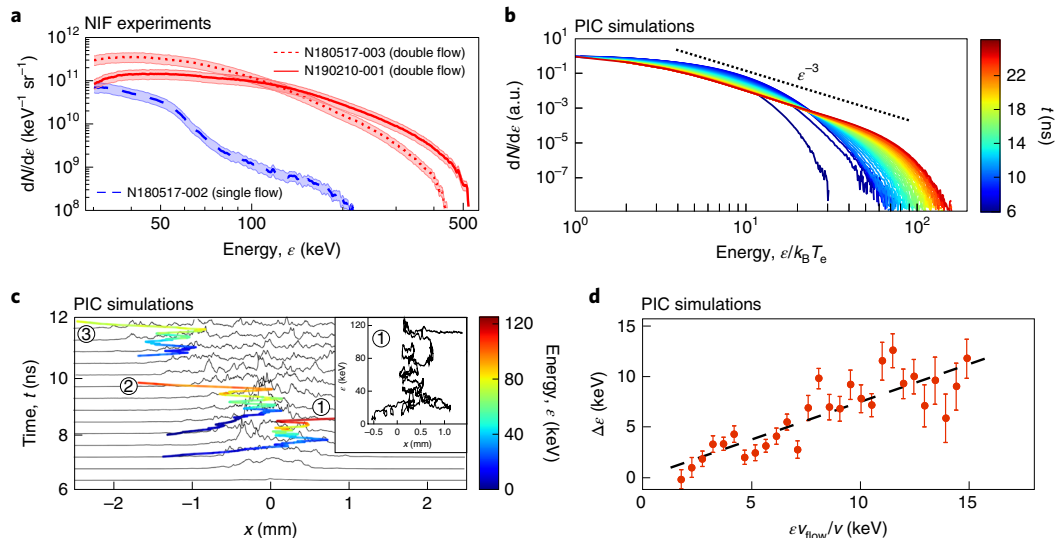 a NIF experiments
10¹²
10¹¹
10¹⁰
10⁹
10⁸
dN/dε (keV⁻¹ sr⁻¹)
N180517-003 (double flow)
N190210-001 (double flow)
N180517-002 (single flow)
50 100 500
Energy, ε (keV)
b PIC simulations
10¹
10⁻¹
10⁻³
10⁻⁵
10⁻⁷
dN/dε (a.u.)
ε⁻³
10⁰ 10¹ 10²
Energy, ε/k_BT_e
22
18
14
10
6
t (ns)
c PIC simulations
12
10
8
6
Time, t (ns)
③
②
①
−2 −1 0 1 2
x (mm)
①
120
80
40
0
ε (keV)
−0.5 0 0.5 1
x (mm)
120
80
40
0
Energy, ε (keV)
d PIC simulations
15
10
5
0
Δε (keV)
0 5 10 15
εv_flow/v (keV)